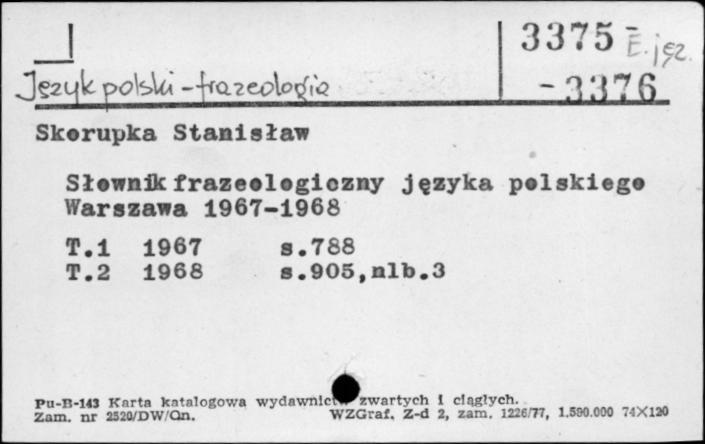 3375- E. jęz.
Język polski - frazeologia -3376
Skorupka Stanisław
Słownik frazeologiczny języka polskiego
Warszawa 1967-1968
T.1 1967 s.788
T.2 1968 s.905,nlb.3
Pu-B-143 Karta katalogowa wydawnictw zwartych i ciągłych.
Zam. nr 2520/DW/Qn. WZGraf. Z-d 2, zam. 1226/77, 1.590.000 74X120